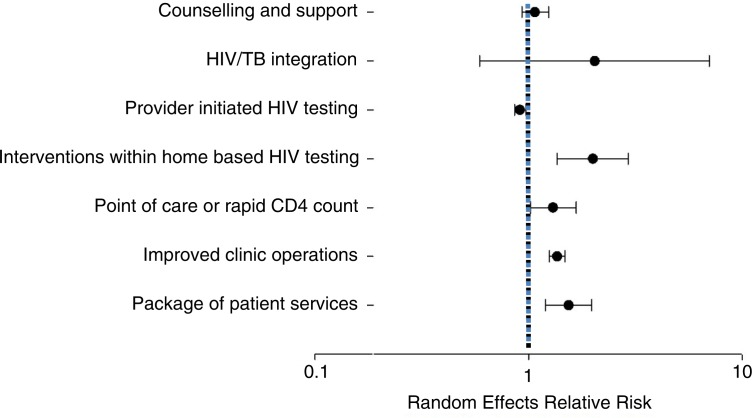 Counselling and support
HIV/TB integration
Provider initiated HIV testing
Interventions within home based HIV testing
Point of care or rapid CD4 count
Improved clinic operations
Package of patient services
0.1 1 10
Random Effects Relative Risk